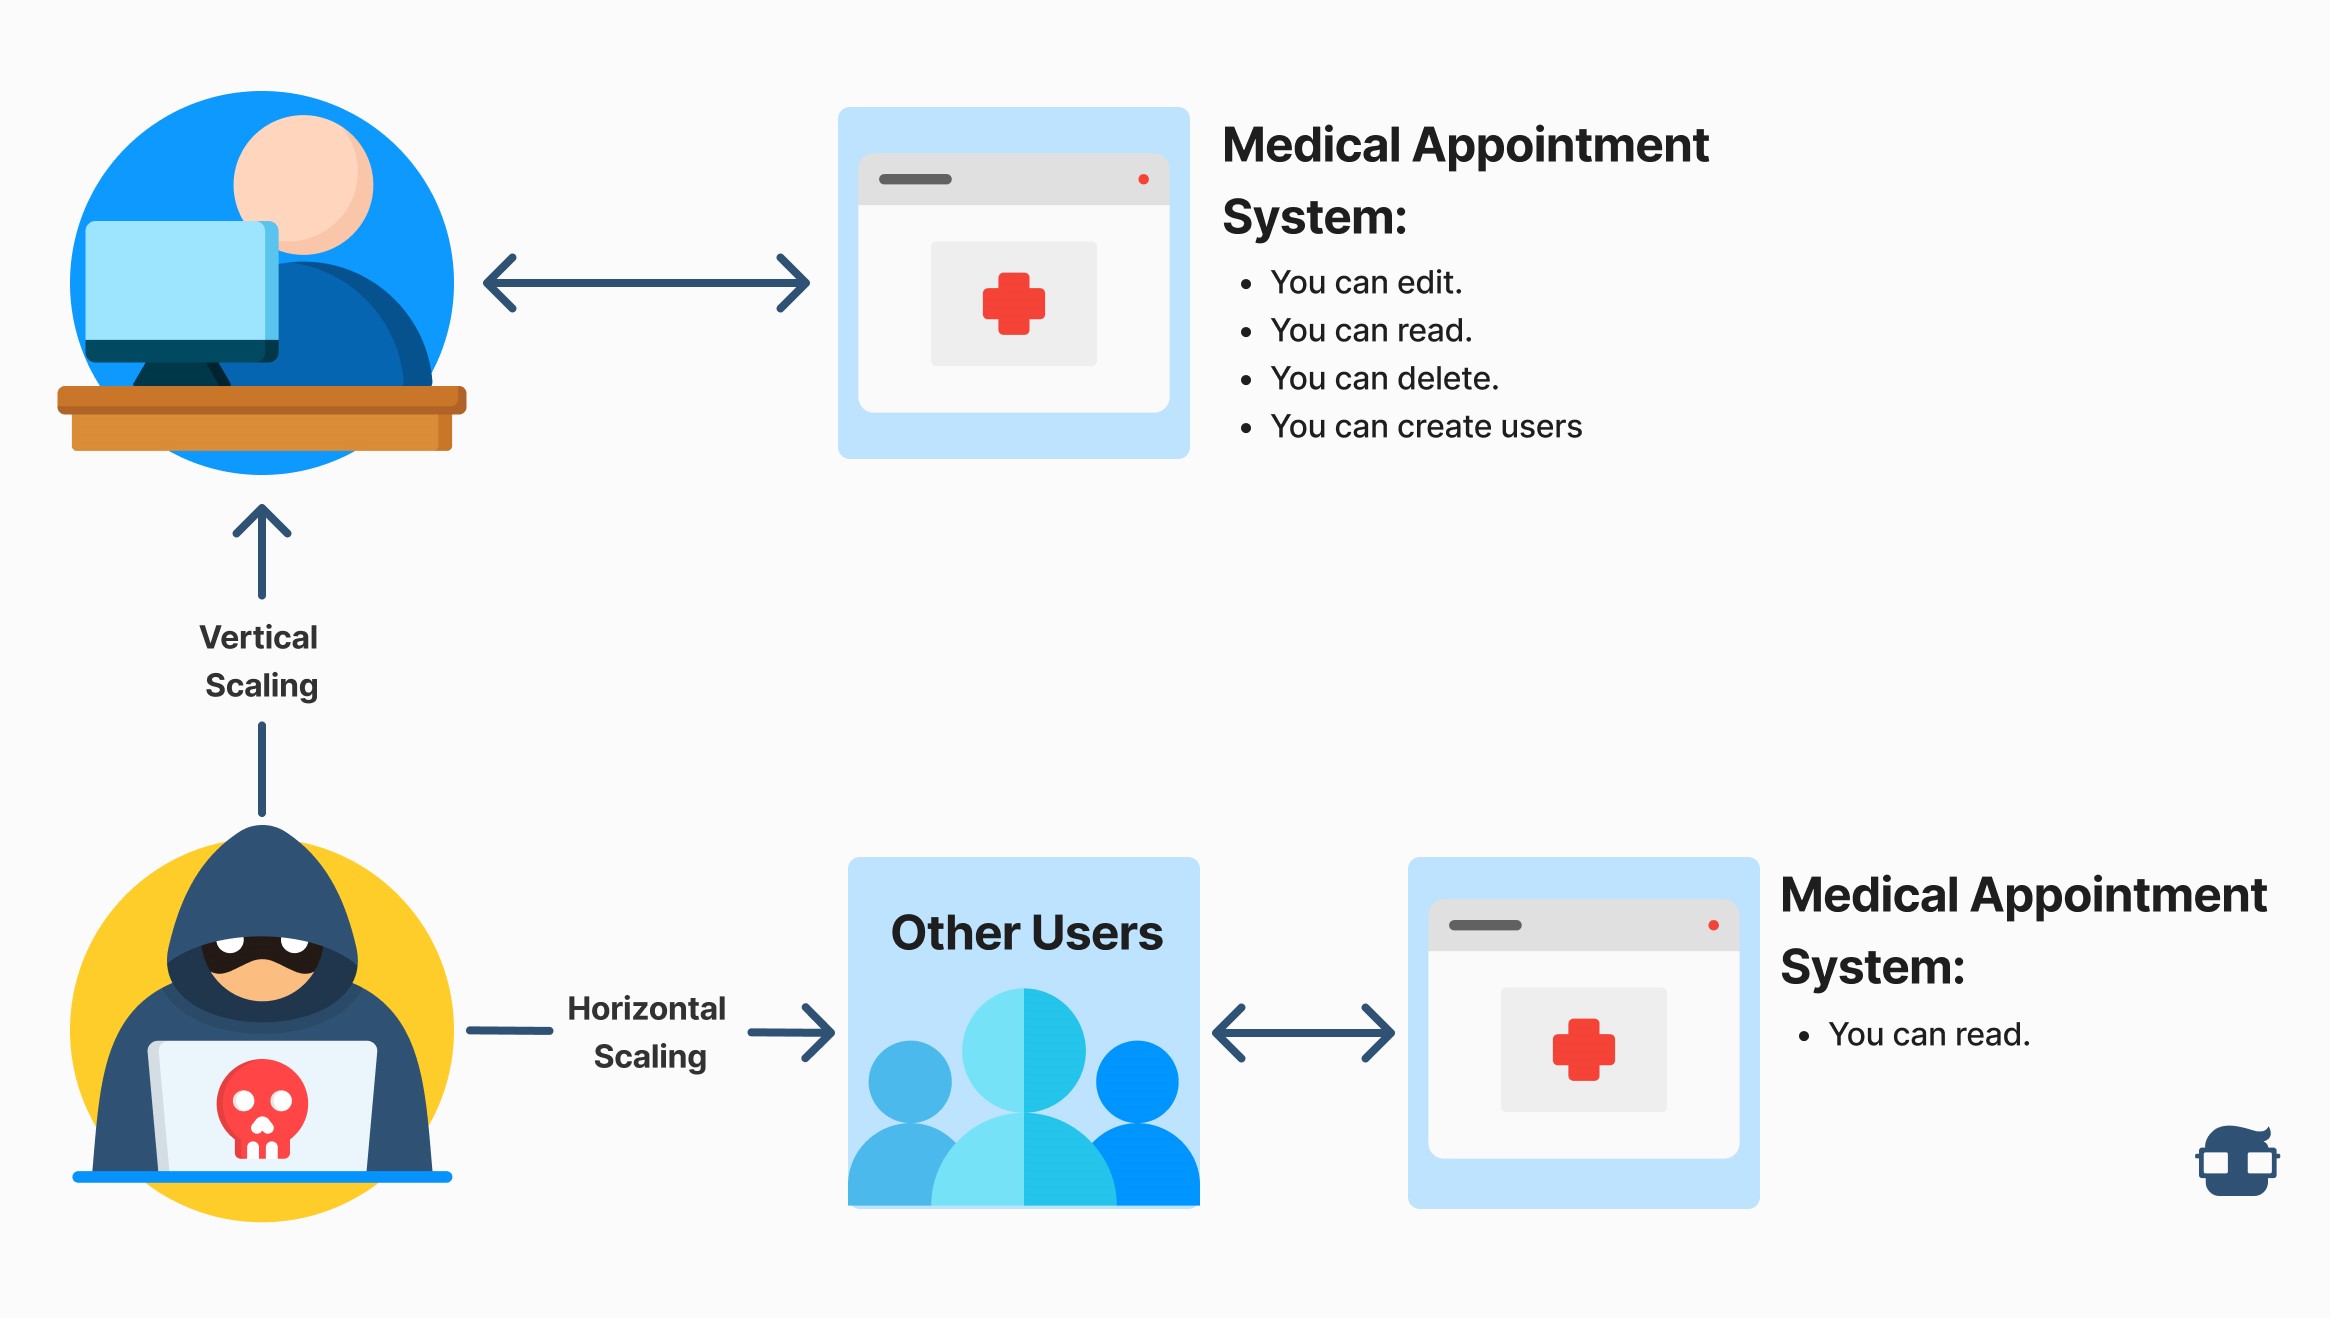 Medical Appointment
System:
• You can edit.
• You can read.
• You can delete.
• You can create users
Vertical
Scaling
Horizontal
Scaling
Other Users
Medical Appointment
System:
• You can read.